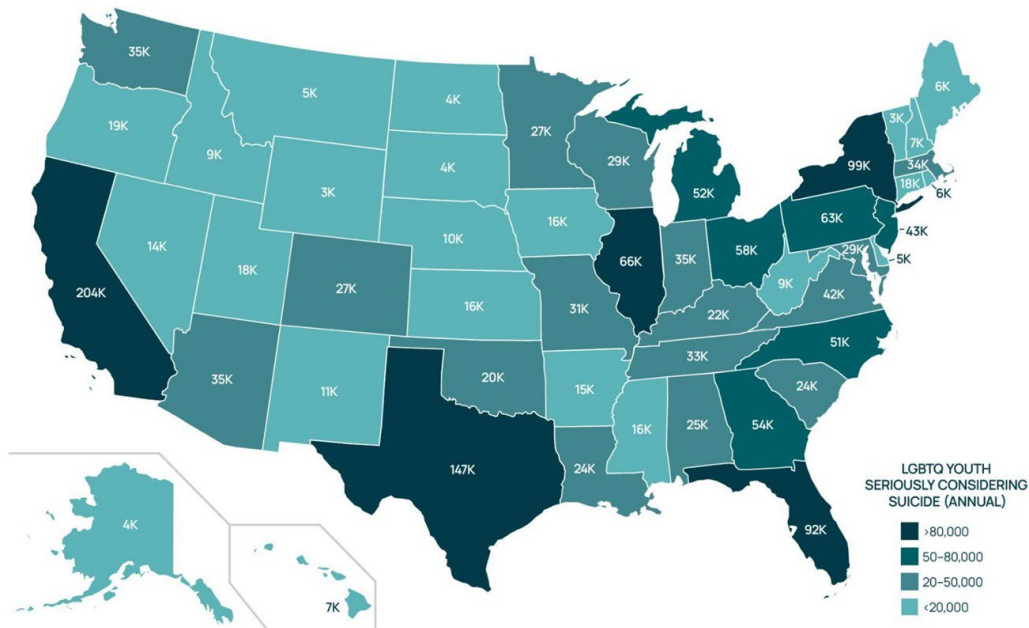 35K
5K
4K
6K
19K
9K
27K
3K
7K
29K
99K
34K
4K
3K
52K
18K
6K
16K
63K
10K
-43K
14K
18K
66K
35K
58K
29K
5K
204K
27K
16K
31K
9K
42K
22K
51K
35K
11K
20K
33K
15K
24K
16K
25K
54K
147K
24K
92K
4K
7K
LGBTQ YOUTH
SERIOUSLY CONSIDERING
SUICIDE (ANNUAL)
>80,000
50-80,000
20-50,000
<20,000